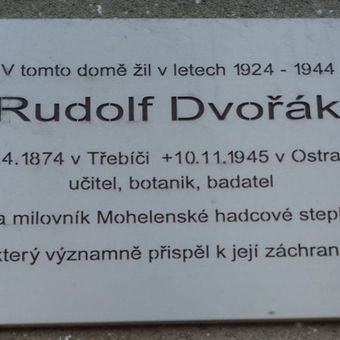 V tomto domě žil v letech 1924 - 1944
Rudolf Dvořák
.4.1874 v Třebíči +10.11.1945 v Ostra
učitel, botanik, badatel
a milovník Mohelenské hadcové step
který významně přispěl k její záchran